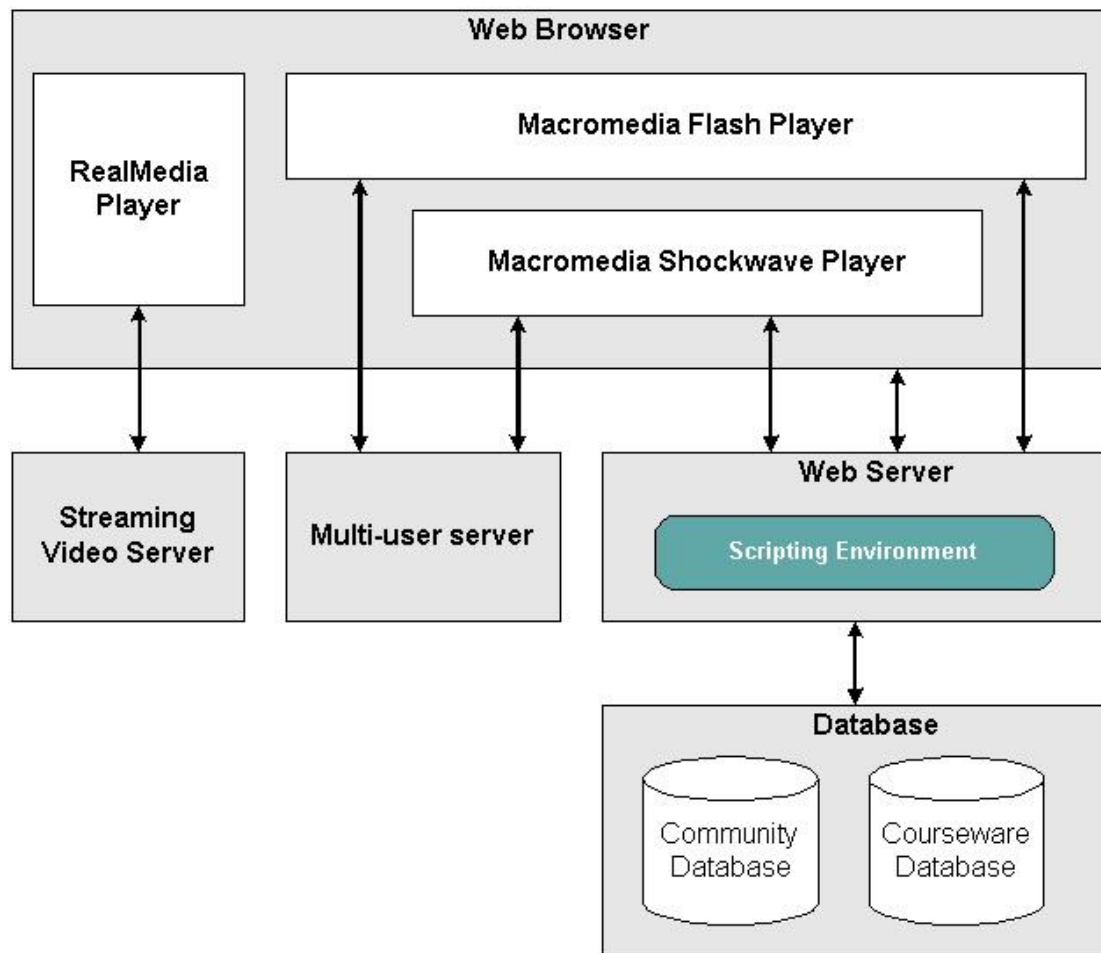 Web Browser
RealMedia
Player
Macromedia Flash Player
Macromedia Shockwave Player
Streaming
Video Server
Multi-user server
Web Server
Scripting Environment
Database
Community
Database
Courseware
Database